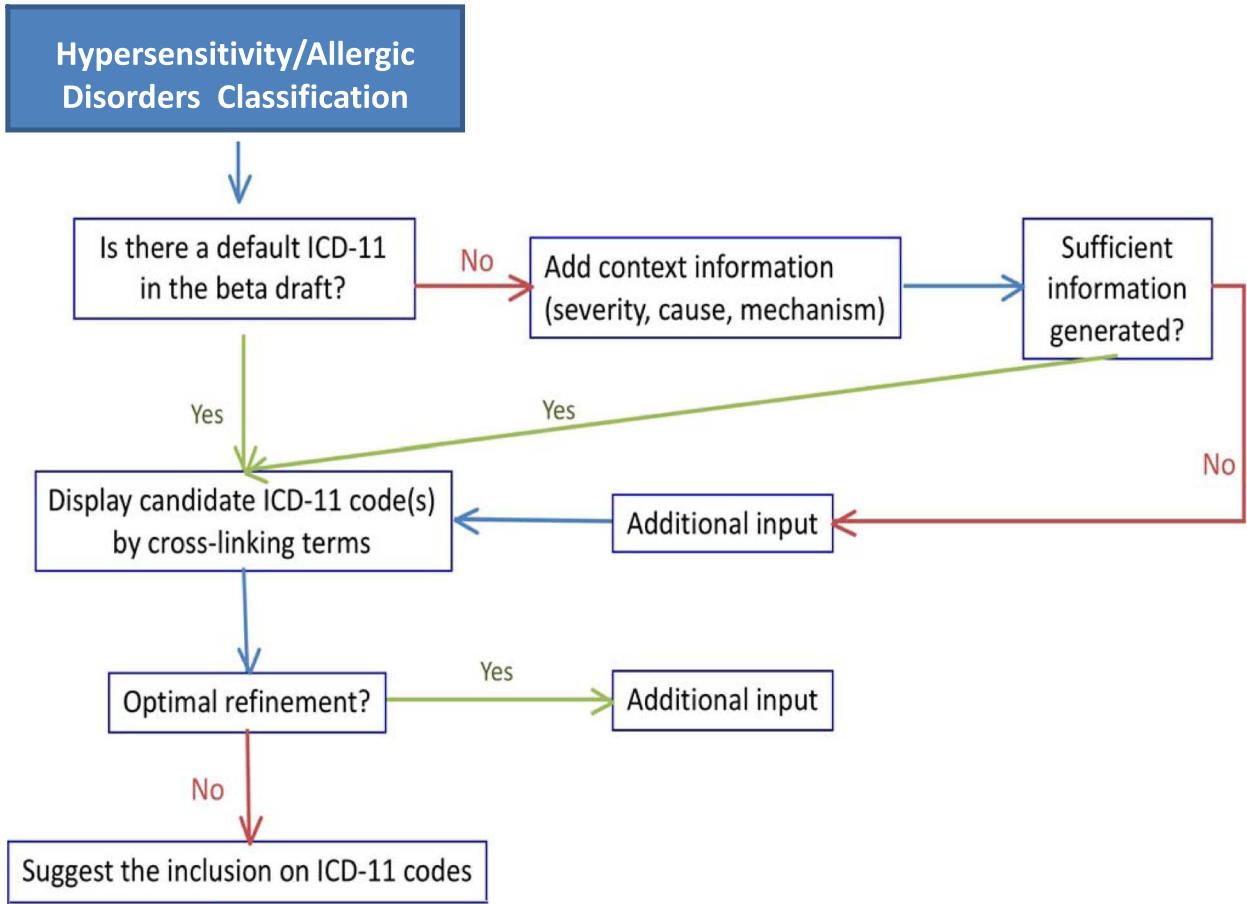 Hypersensitivity/Allergic
Disorders Classification
Is there a default ICD-11
in the beta draft?
No
Add context information
(severity, cause, mechanism)
Sufficient
information
generated?
Yes
Yes
No
Display candidate ICD-11 code(s)
by cross-linking terms
Additional input
Optimal refinement?
Yes
Additional input
No
Suggest the inclusion on ICD-11 codes